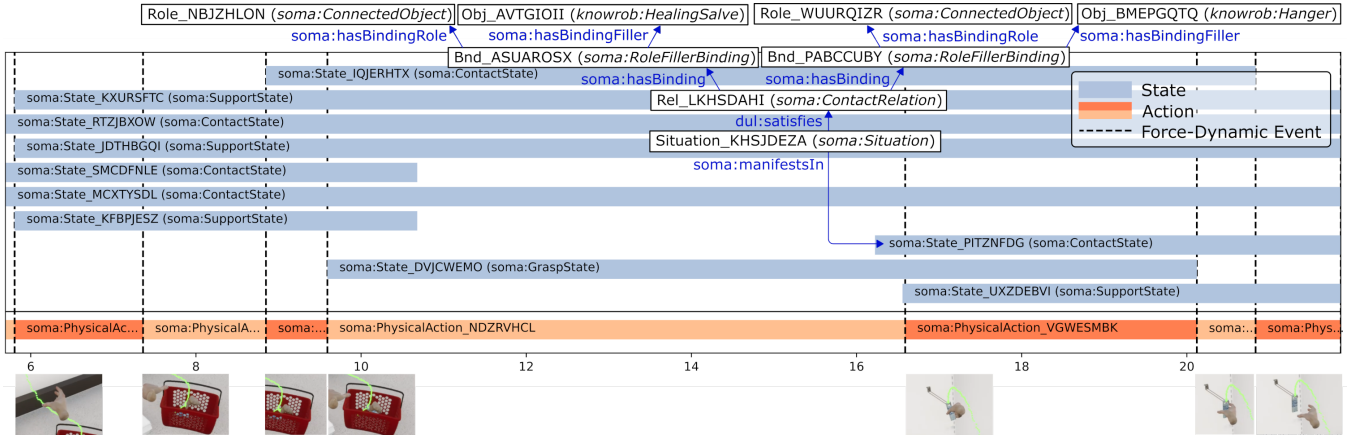 Role_NBJZHLON (soma:ConnectedObject)
Obj_AVTGIOII (knowrob:HealingSalve)
Role_WUURQIZR (soma:ConnectedObject)
Obj_BMEPGQTQ (knowrob:Hanger)
soma:hasBindingRole
soma:hasBindingFiller
soma:hasBindingRole
soma:hasBindingFiller
Bnd_ASUAROSX (soma:RoleFillerBinding)
Bnd_PABCCUBY (soma:RoleFillerBinding)
soma:State_IQJERHTX (soma:ContactState)
soma:hasBinding
soma:hasBinding
State
Action
Force-Dynamic Event
soma:State_KXURSFTC (soma:SupportState)
Rel_LKHSDAHI (soma:ContactRelation)
soma:State_RTZJBXOW (soma:ContactState)
dul:satisfies
soma:State_JDTHBGQI (soma:SupportState)
Situation_KHSJDEZA (soma:Situation)
soma:State_SMCDFNLE (soma:ContactState)
soma:manifestsIn
soma:State_MCXTYSDL (soma:ContactState)
soma:State_KFBPJESZ (soma:SupportState)
soma:State_PITZNFDG (soma:ContactState)
soma:State_DVJCWEMO (soma:GraspState)
soma:State_UXZDEBVI (soma:SupportState)
soma:PhysicalAc...
soma:PhysicalA...
soma:...
soma:PhysicalAction_NDZRVHCL
soma:PhysicalAction_VGWESMBK
soma:...
soma:Phys...
6 8 10 12 14 16 18 20